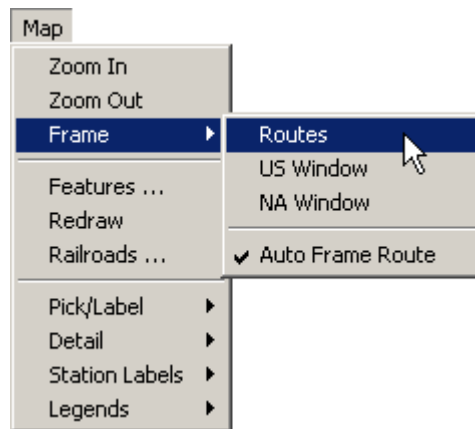 Map
Zoom In
Zoom Out
Frame
Routes
US Window
NA Window
Auto Frame Route
Features ...
Redraw
Railroads ...
Pick/Label
Detail
Station Labels
Legends